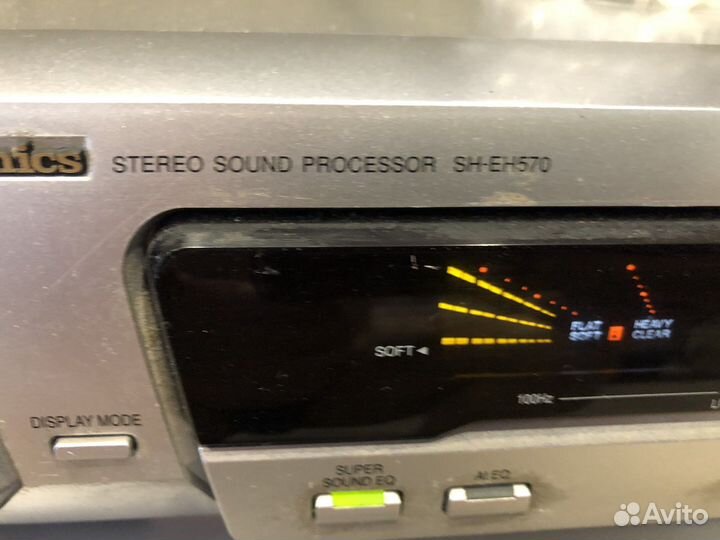 nics STEREO SOUND PROCESSOR SH-EH570
FLAT HEAVY
SOFT CLEAR
SOFT
100Hz
DISPLAY MODE
SUPER
SOUND EQ
AI EQ
Avito